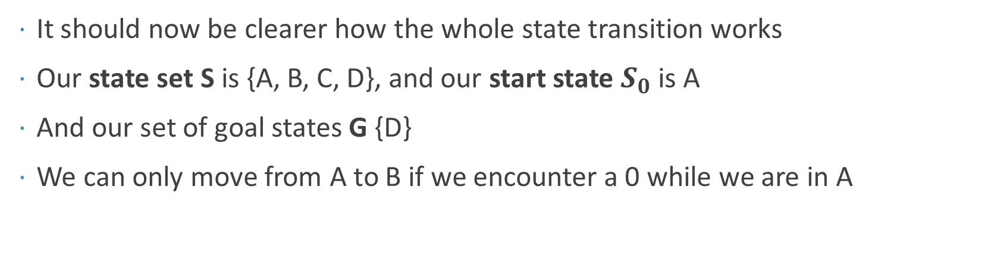 · It should now be clearer how the whole state transition works
· Our state set S is {A, B, C, D}, and our start state S₀ is A
· And our set of goal states G {D}
· We can only move from A to B if we encounter a 0 while we are in A